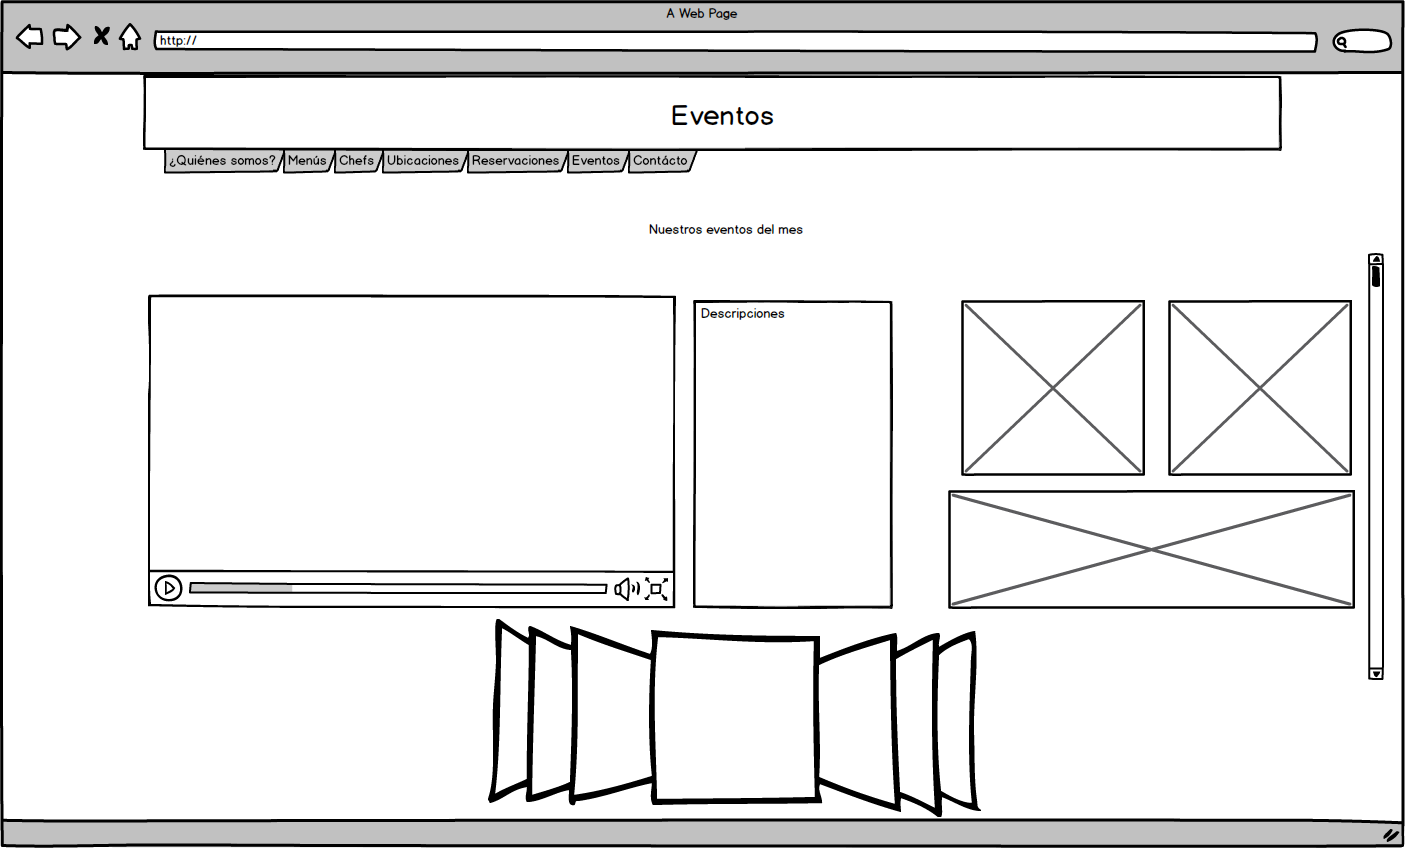 A Web Page
http://
Eventos
¿Quiénes somos? Menús Chefs Ubicaciones Reservaciones Eventos Contácto
Nuestros eventos del mes
Descripciones